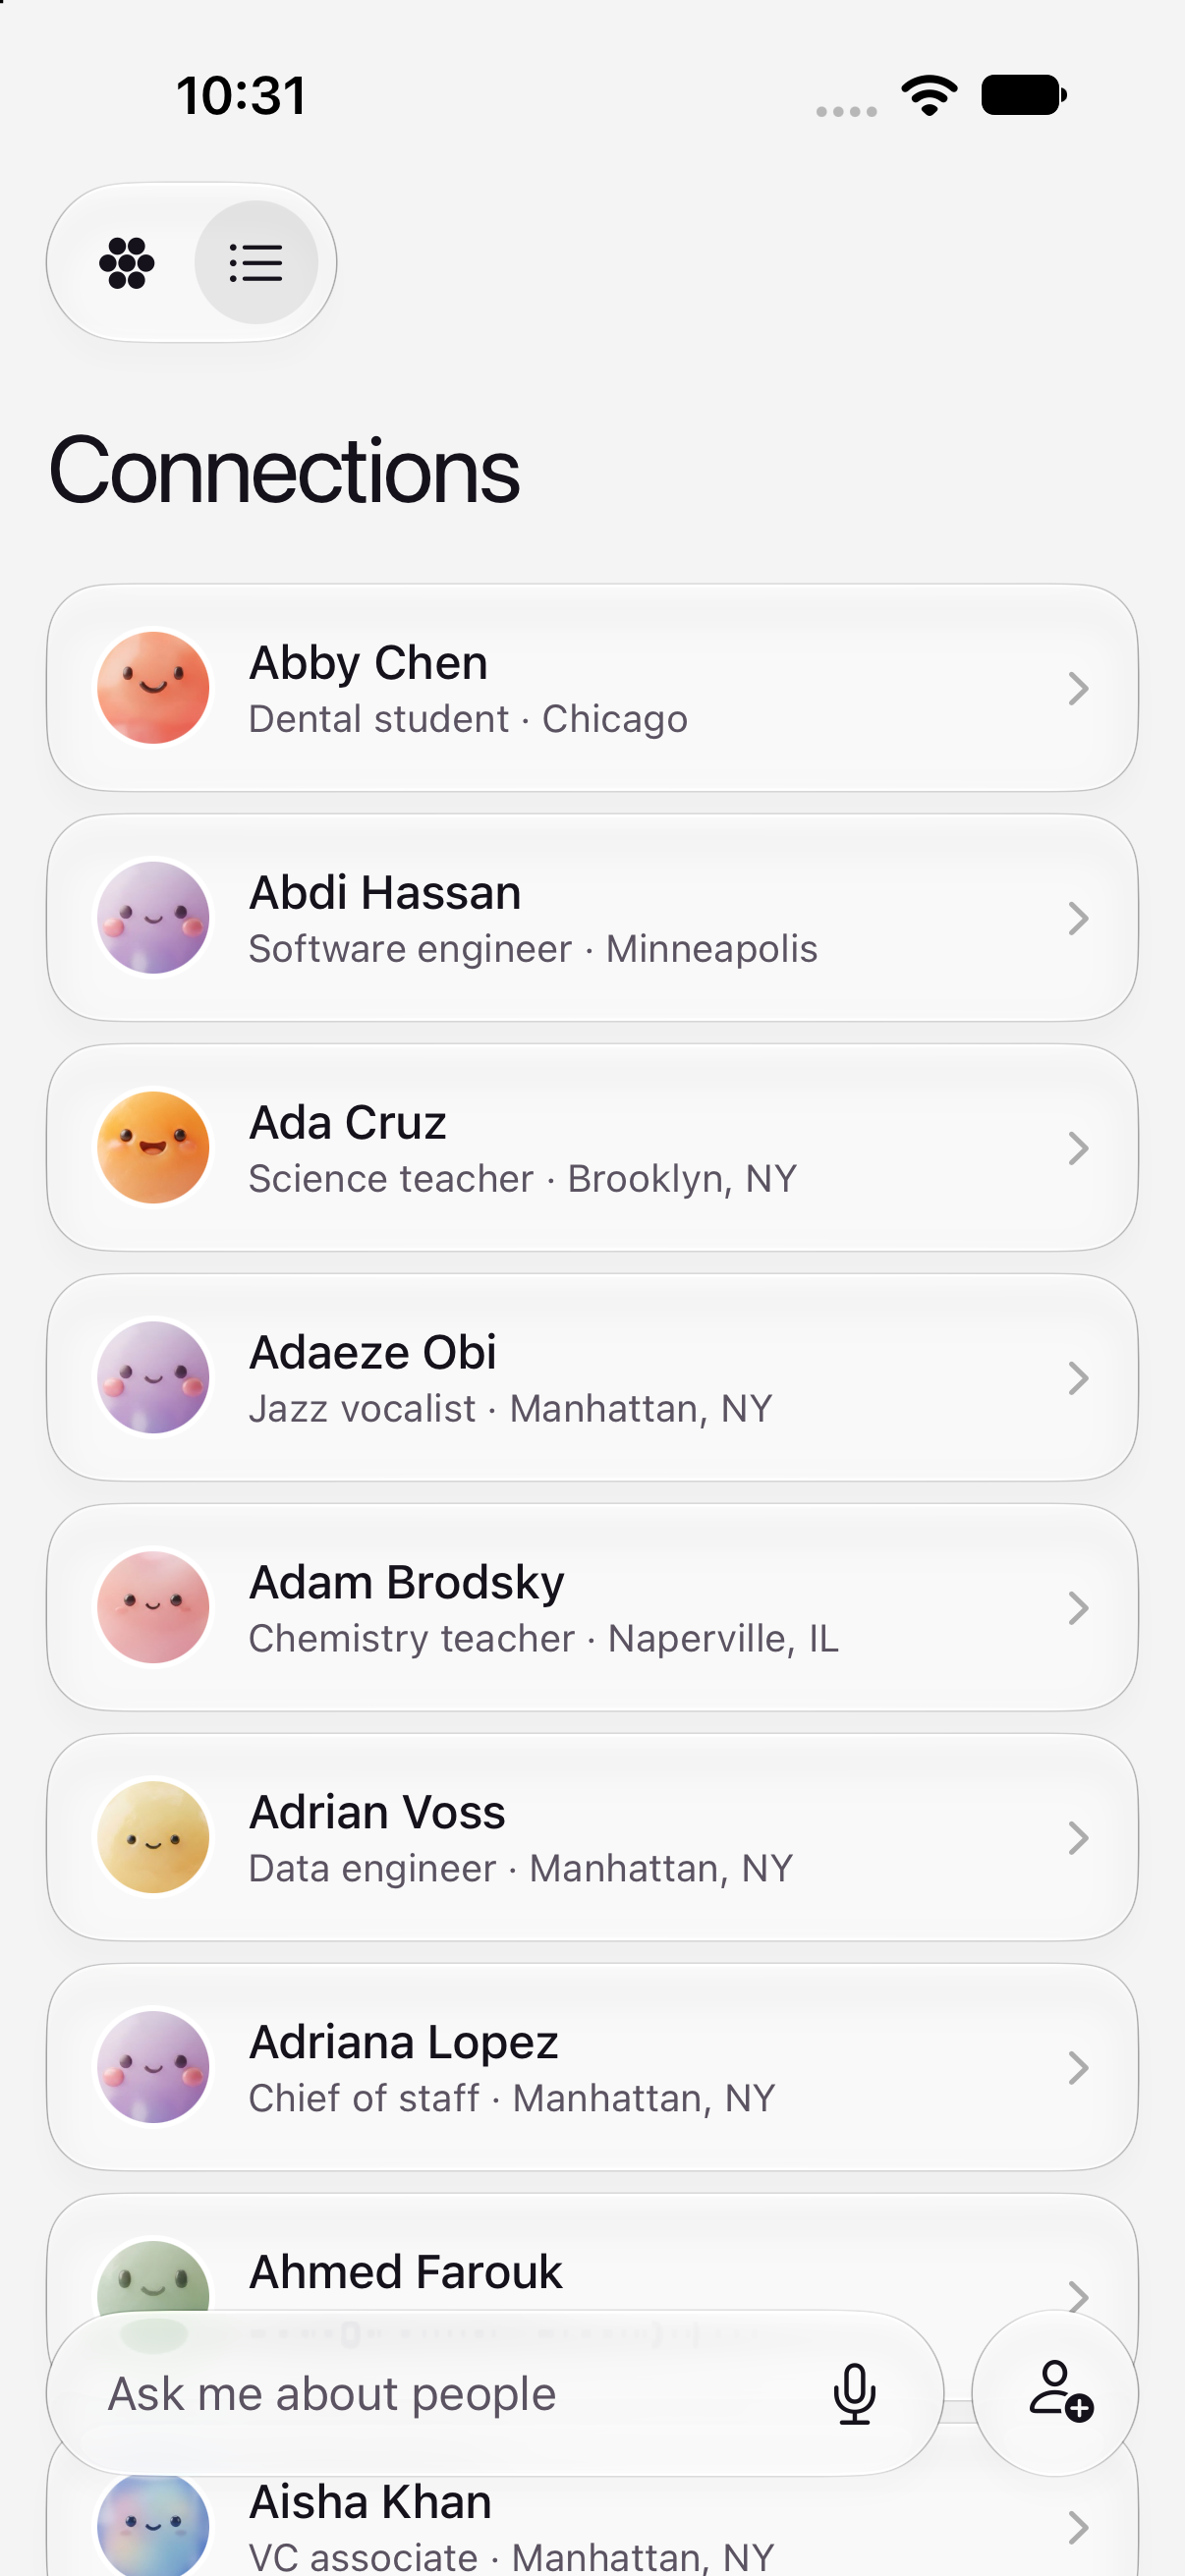 10:31
Connections
Abby Chen
Dental student · Chicago
Abdi Hassan
Software engineer · Minneapolis
Ada Cruz
Science teacher · Brooklyn, NY
Adaeze Obi
Jazz vocalist · Manhattan, NY
Adam Brodsky
Chemistry teacher · Naperville, IL
Adrian Voss
Data engineer · Manhattan, NY
Adriana Lopez
Chief of staff · Manhattan, NY
Ahmed Farouk
Ask me about people
Aisha Khan
VC associate · Manhattan, NY